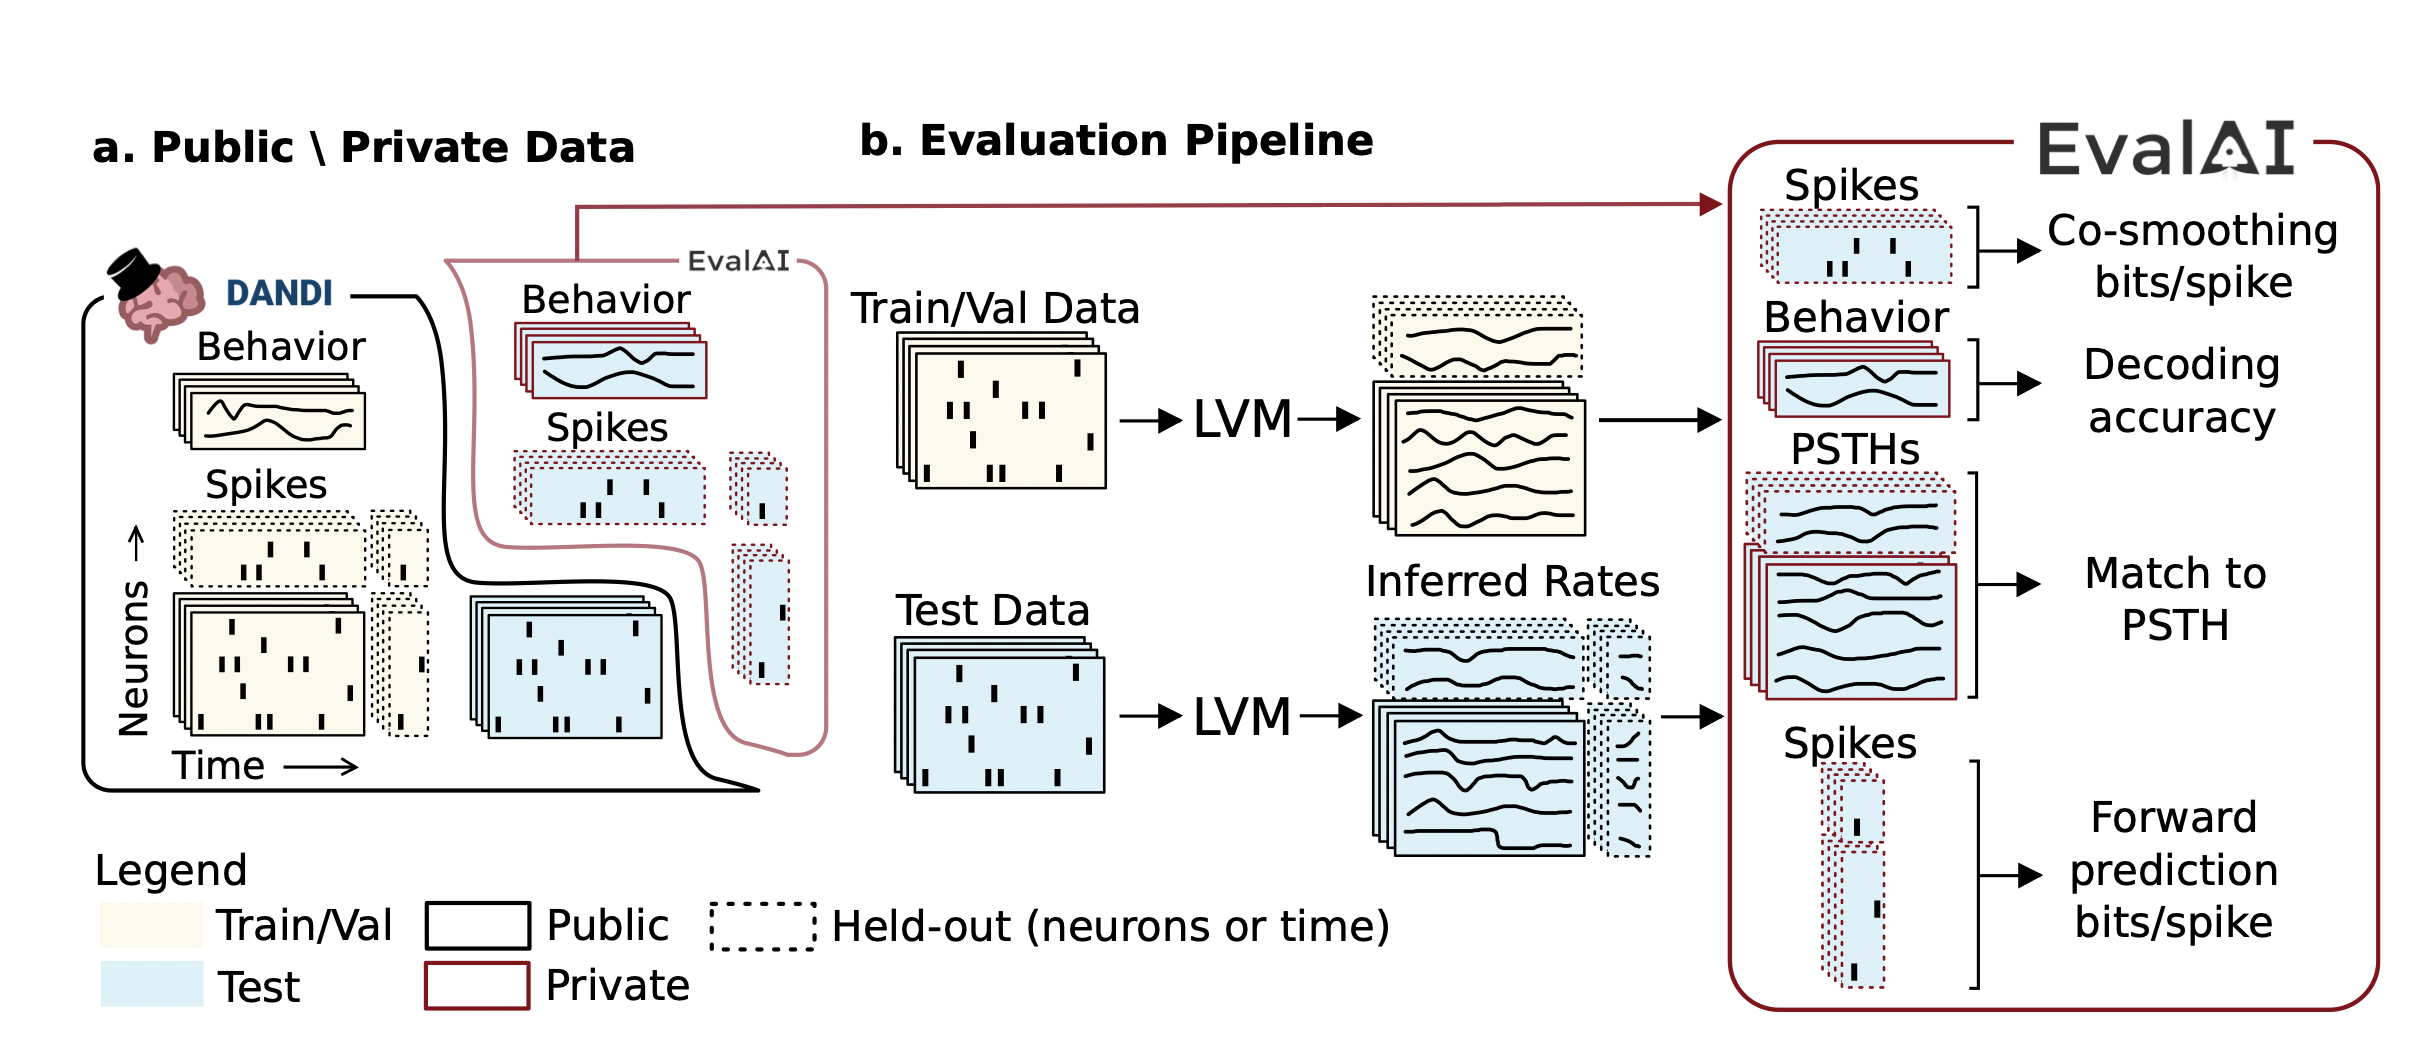 a. Public \ Private Data
b. Evaluation Pipeline
DANDI
Behavior
Spikes
Neurons →
Time →
EvalAI
Behavior
Spikes
Train/Val Data
LVM
Test Data
LVM
Inferred Rates
EvalAI
Spikes
Co-smoothing
bits/spike
Behavior
Decoding
accuracy
PSTHs
Match to
PSTH
Spikes
Forward
prediction
bits/spike
Legend
Train/Val
Public
Held-out (neurons or time)
Test
Private